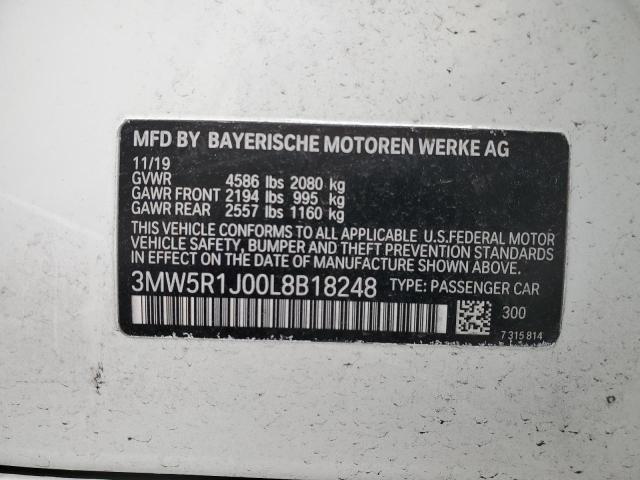 MFD BY BAYERISCHE MOTOREN WERKE AG
11/19
GVWR 4586 lbs 2080 kg
GAWR FRONT 2194 lbs 995 kg
GAWR REAR 2557 lbs 1160 kg
THIS VEHICLE CONFORMS TO ALL APPLICABLE U.S.FEDERAL MOTOR
VEHICLE SAFETY, BUMPER AND THEFT PREVENTION STANDARDS
IN EFFECT ON THE DATE OF MANUFACTURE SHOWN ABOVE.
3MW5R1J00L8B18248 TYPE: PASSENGER CAR
300
7 315 814